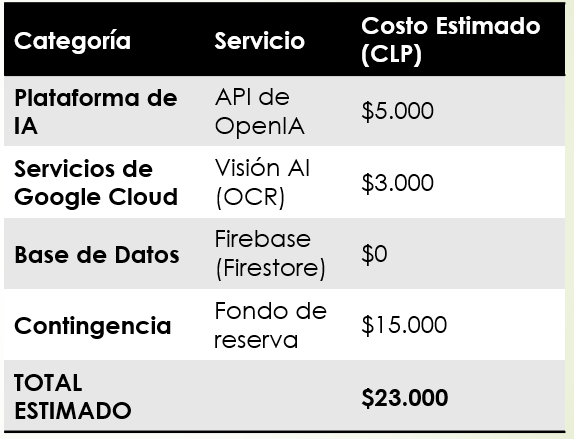 Categoría Servicio Costo Estimado
(CLP)
Plataforma de API de $5.000
IA OpenIA
Servicios de Visión AI $3.000
Google Cloud (OCR)
Base de Datos Firebase $0
(Firestore)
Contingencia Fondo de $15.000
reserva
TOTAL $23.000
ESTIMADO